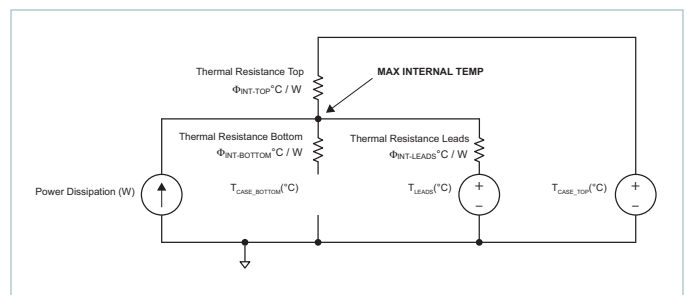 Thermal Resistance Top
MAX INTERNAL TEMP
ΦINT-TOP°C / W
Thermal Resistance Bottom
Thermal Resistance Leads
ΦINT-BOTTOM°C / W
ΦINT-LEADS°C / W
Power Dissipation (W)
TCASE_BOTTOM(°C)
TLEADS(°C)
TCASE_TOP(°C)
+
–
+
–